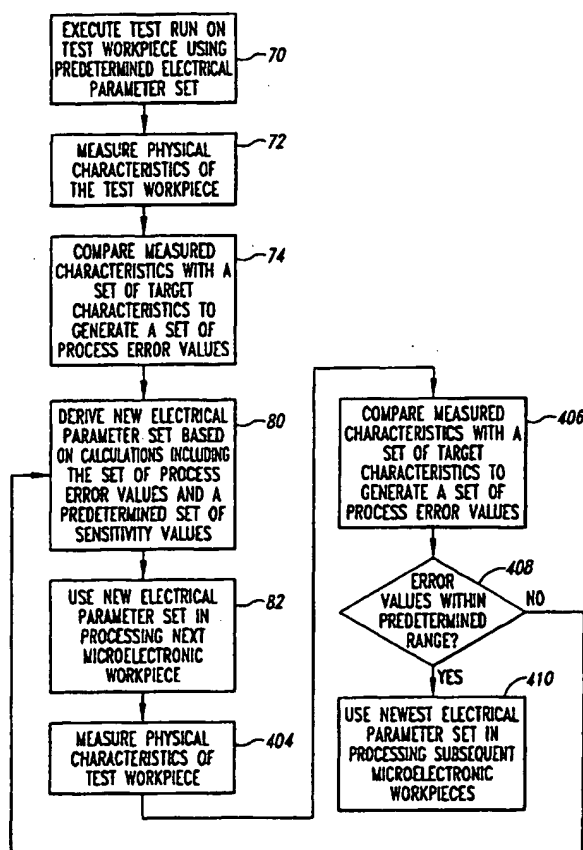 EXECUTE TEST RUN ON
TEST WORKPIECE USING
PREDETERMINED ELECTRICAL
PARAMETER SET
70
MEASURE PHYSICAL
CHARACTERISTICS OF
THE TEST WORKPIECE
72
COMPARE MEASURED
CHARACTERISTICS WITH A
SET OF TARGET
CHARACTERISTICS TO
GENERATE A SET OF
PROCESS ERROR VALUES
74
DERIVE NEW ELECTRICAL
PARAMETER SET BASED
ON CALCULATIONS INCLUDING
THE SET OF PROCESS
ERROR VALUES AND A
PREDETERMINED SET OF
SENSITIVITY VALUES
80
USE NEW ELECTRICAL
PARAMETER SET IN
PROCESSING NEXT
MICROELECTRONIC
WORKPIECE
82
MEASURE PHYSICAL
CHARACTERISTICS OF
TEST WORKPIECE
404
COMPARE MEASURED
CHARACTERISTICS WITH A
SET OF TARGET
CHARACTERISTICS TO
GENERATE A SET OF
PROCESS ERROR VALUES
406
ERROR
VALUES WITHIN
PREDETERMINED
RANGE?
408
NO
YES
USE NEWEST ELECTRICAL
PARAMETER SET IN
PROCESSING SUBSEQUENT
MICROELECTRONIC
WORKPIECES
410